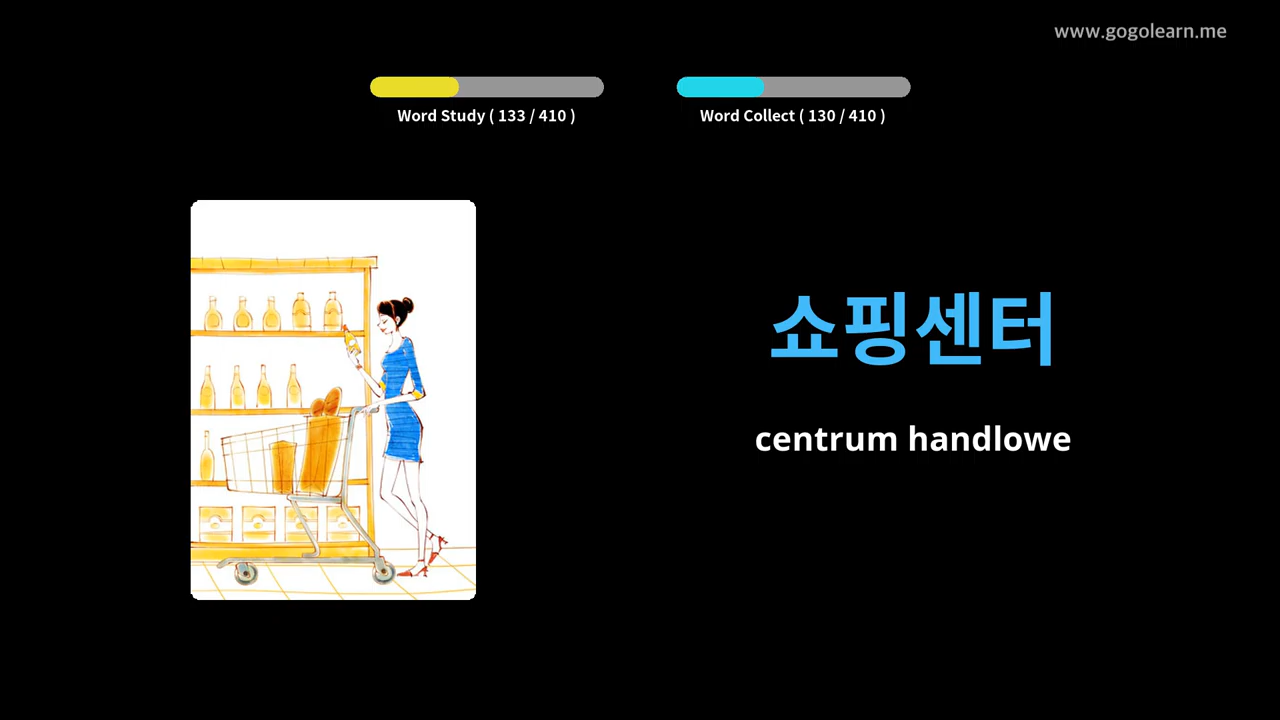 www.gogolearn.me
Word Study ( 133 / 410 )
Word Collect ( 130 / 410 )
쇼핑센터
centrum handlowe